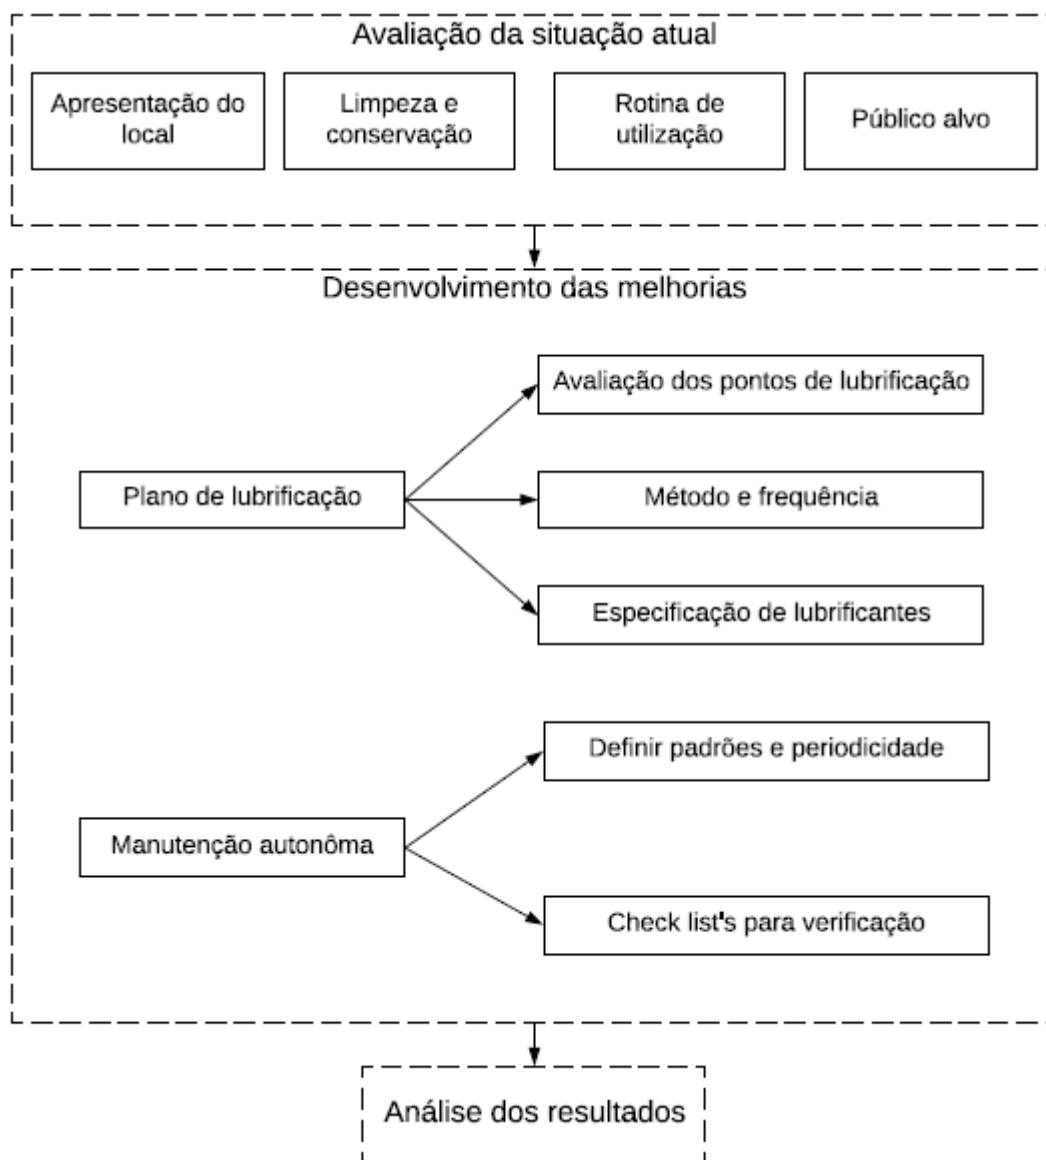 Avaliação da situação atual
Apresentação do
local
Limpeza e
conservação
Rotina de
utilização
Público alvo
Desenvolvimento das melhorias
Avaliação dos pontos de lubrificação
Plano de lubrificação
Método e frequência
Especificação de lubrificantes
Definir padrões e periodicidade
Manutenção autonôma
Check list's para verificação
Análise dos resultados